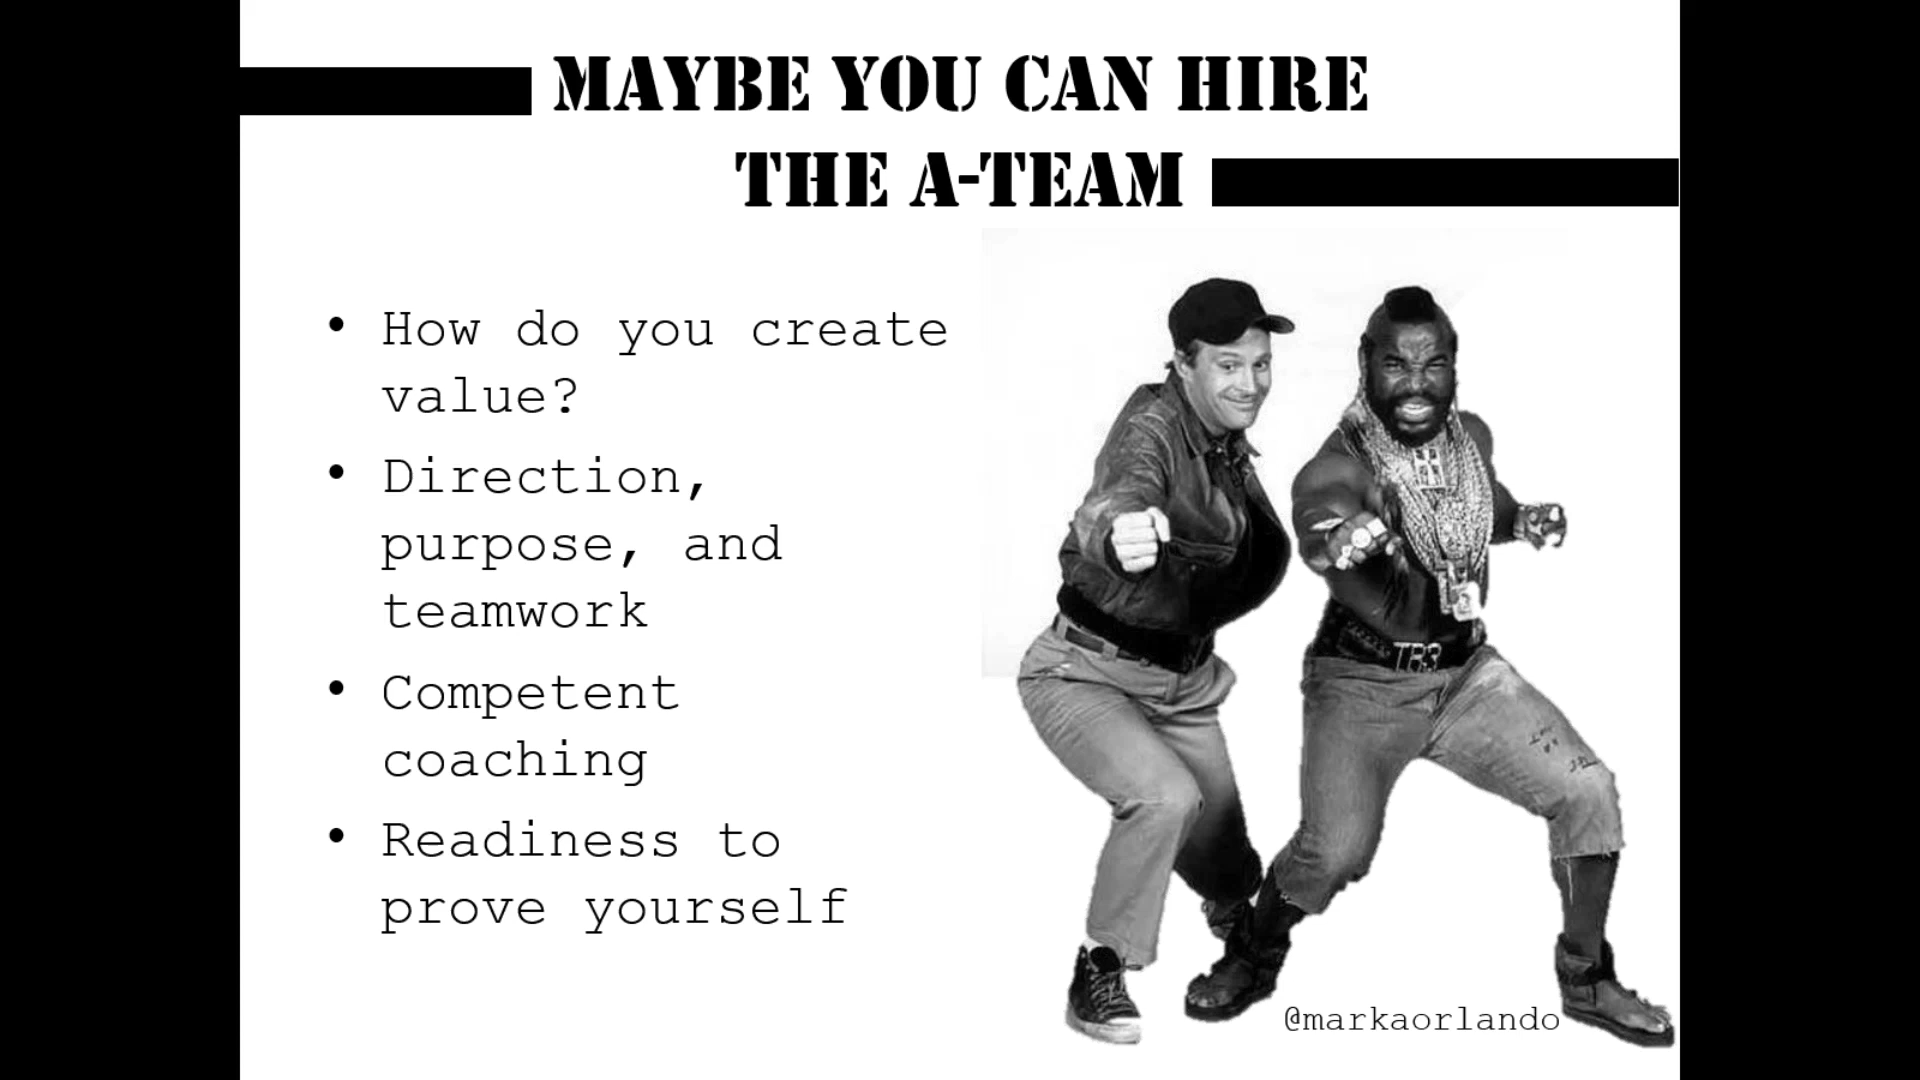 MAYBE YOU CAN HIRE
THE A-TEAM
• How do you create
value?
• Direction,
purpose, and
teamwork
• Competent
coaching
• Readiness to
prove yourself
TB3
@markaorlando